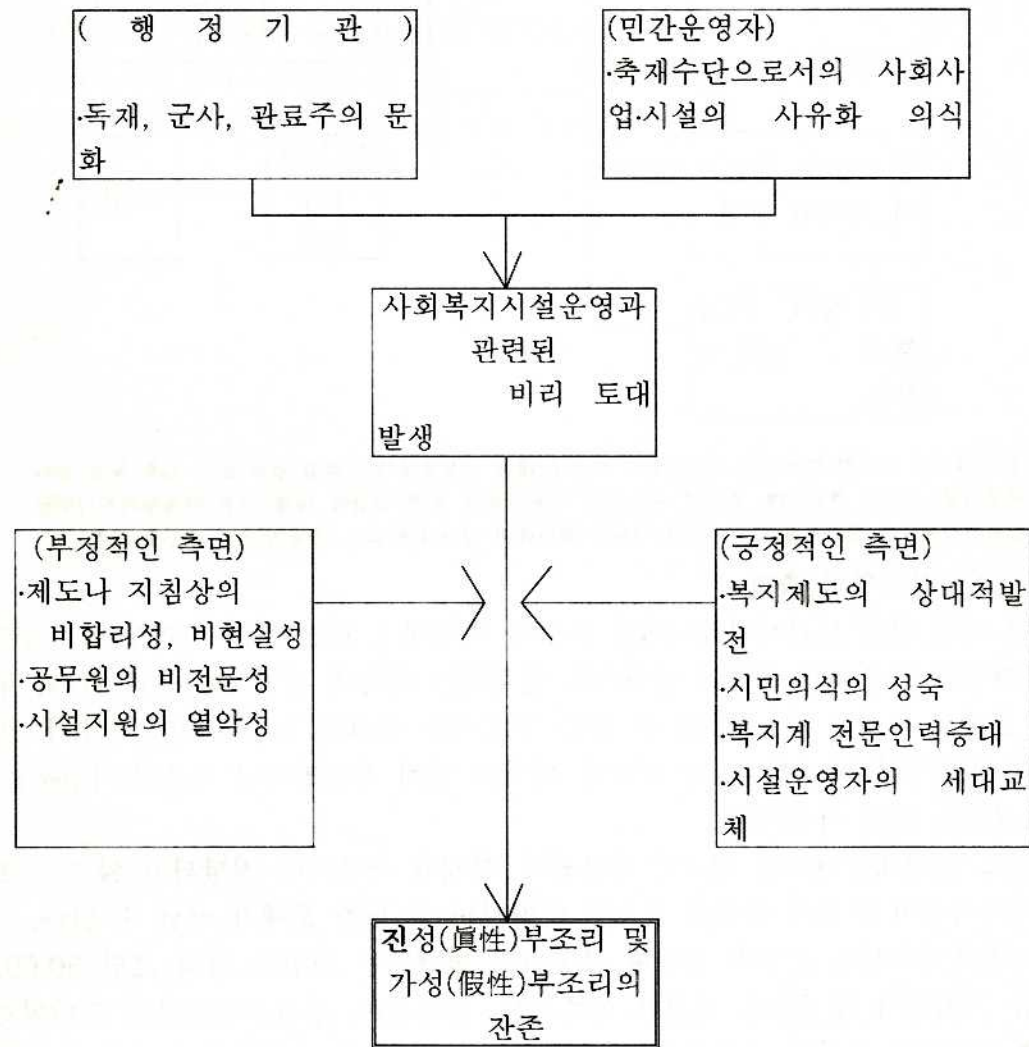 ( 행 정 기 관 )
·독재, 군사, 관료주의 문
화
(민간운영자)
·축재수단으로서의 사회사
업·시설의 사유화 의식
사회복지시설운영과
관련된
비리 토대
발생
(부정적인 측면)
·제도나 지침상의
비합리성, 비현실성
·공무원의 비전문성
·시설지원의 열악성
(긍정적인 측면)
·복지제도의 상대적발
전
·시민의식의 성숙
·복지계 전문인력증대
·시설운영자의 세대교
체
진성(眞性)부조리 및
가성(假性)부조리의
잔존